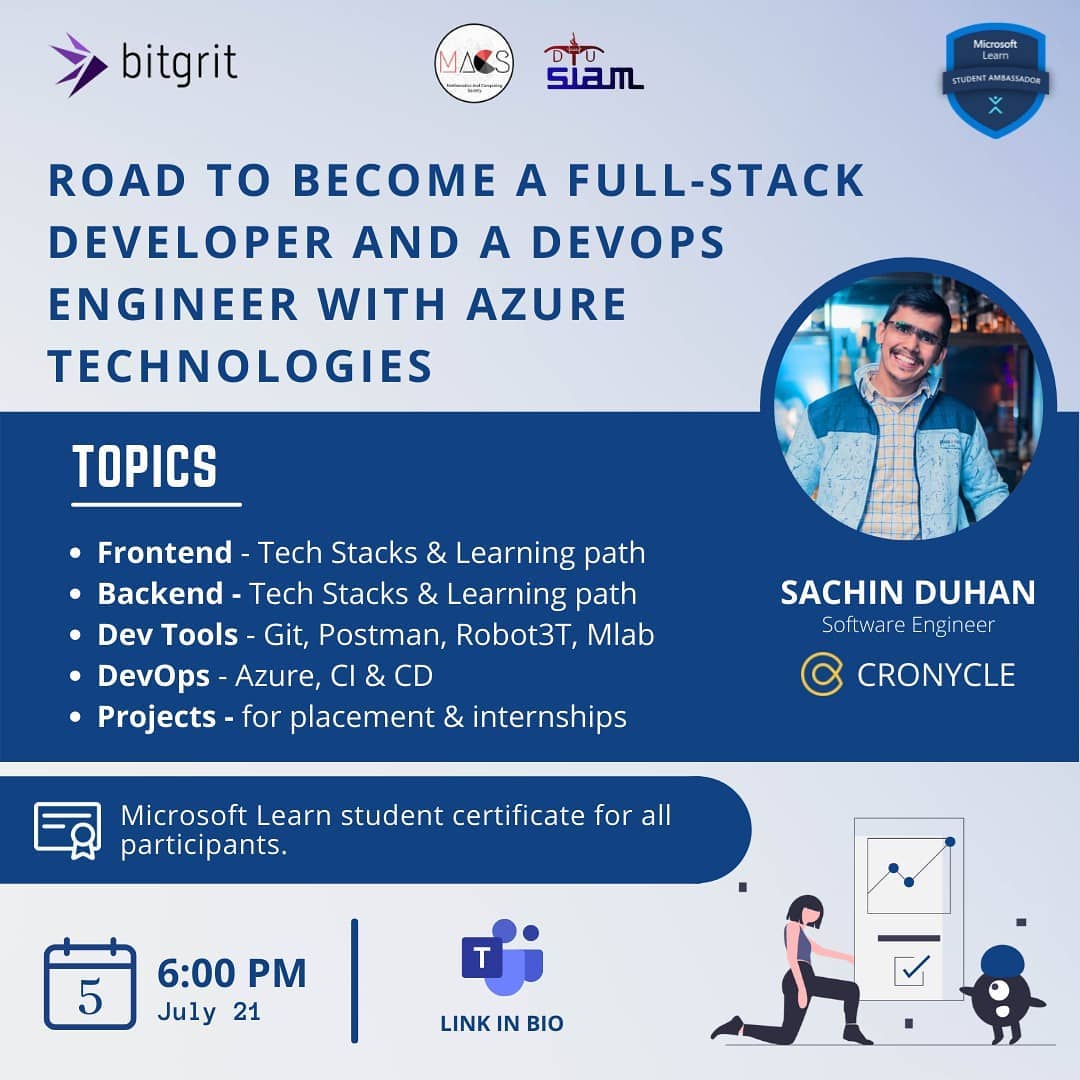 bitgrit
MACS
Mathematics And Computing
Society
DTU
SIAM
Microsoft
Learn
STUDENT AMBASSADOR
ROAD TO BECOME A FULL-STACK
DEVELOPER AND A DEVOPS
ENGINEER WITH AZURE
TECHNOLOGIES
TOPICS
• Frontend - Tech Stacks & Learning path
• Backend - Tech Stacks & Learning path
• Dev Tools - Git, Postman, Robot3T, Mlab
• DevOps - Azure, CI & CD
• Projects - for placement & internships
SACHIN DUHAN
Software Engineer
CRONYCLE
Microsoft Learn student certificate for all
participants.
5
6:00 PM
July 21
T
LINK IN BIO